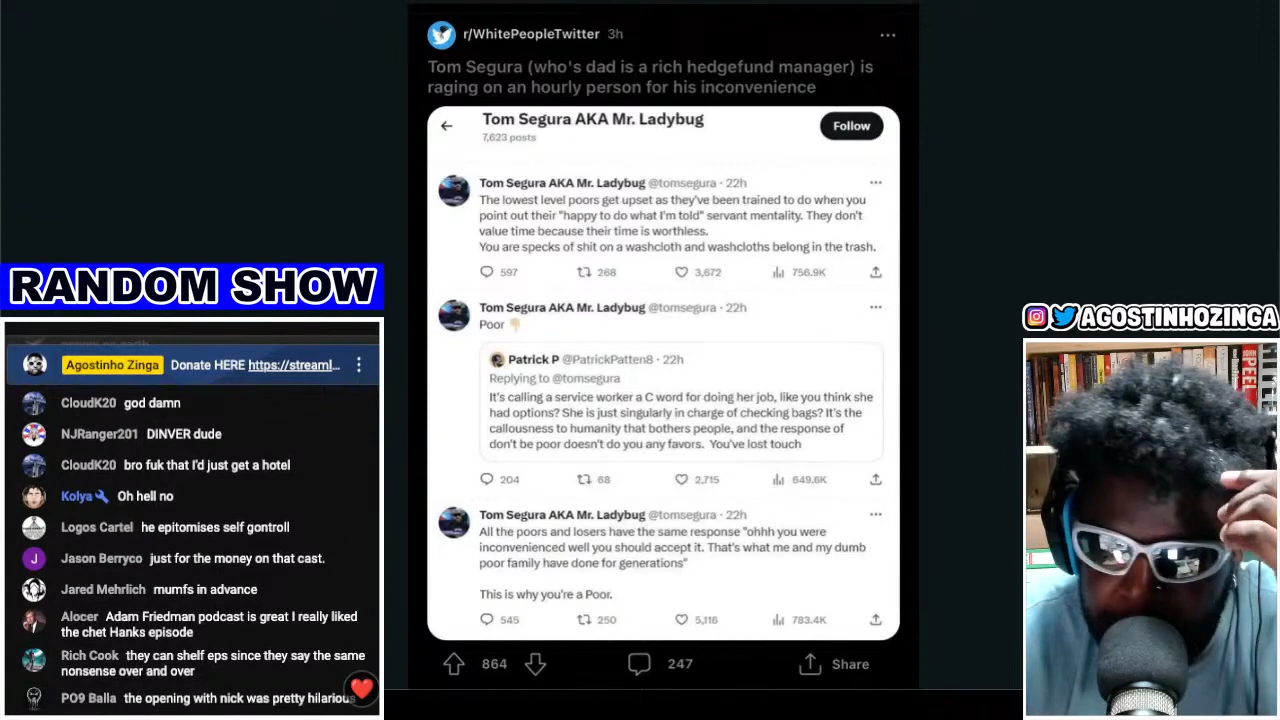 r/WhitePeopleTwitter 3h
Tom Segura (who's dad is a rich hedgefund manager) is
raging on an hourly person for his inconvenience
Tom Segura AKA Mr. Ladybug
7,623 posts
Follow
Tom Segura AKA Mr. Ladybug @tomsegura · 22h
The lowest level poors get upset as they've been trained to do when you
point out their "happy to do what I'm told" servant mentality. They don't
value time because their time is worthless.
You are specks of shit on a washcloth and washcloths belong in the trash.
597 268 3,672 756.9K
Tom Segura AKA Mr. Ladybug @tomsegura · 22h
Poor 👇🏻
Patrick P @PatrickPatten8 · 22h
Replying to @tomsegura
It's calling a service worker a C word for doing her job, like you think she
had options? She is just singularly in charge of checking bags? It's the
callousness to humanity that bothers people, and the response of
don't be poor doesn't do you any favors. You've lost touch
204 68 2,715 649.6K
Tom Segura AKA Mr. Ladybug @tomsegura · 22h
All the poors and losers have the same response "ohhh you were
inconvenienced well you should accept it. That's what me and my dumb
poor family have done for generations"
This is why you're a Poor.
545 250 5,116 783.4K
864 247 Share
RANDOM SHOW
Agostinho Zinga Donate HERE https://streaml...
CloudK20 god damn
NJRanger201 DINVER dude
CloudK20 bro fuk that I'd just get a hotel
Kolya Oh hell no
Logos Cartel he epitomises self gontroll
Jason Berryco just for the money on that cast.
Jared Mehrlich mumfs in advance
Alocer Adam Friedman podcast is great I really liked
the chet Hanks episode
Rich Cook they can shelf eps since they say the same
nonsense over and over
PO9 Balla the opening with nick was pretty hilarious
AGOSTINHOZINGA
PEEL